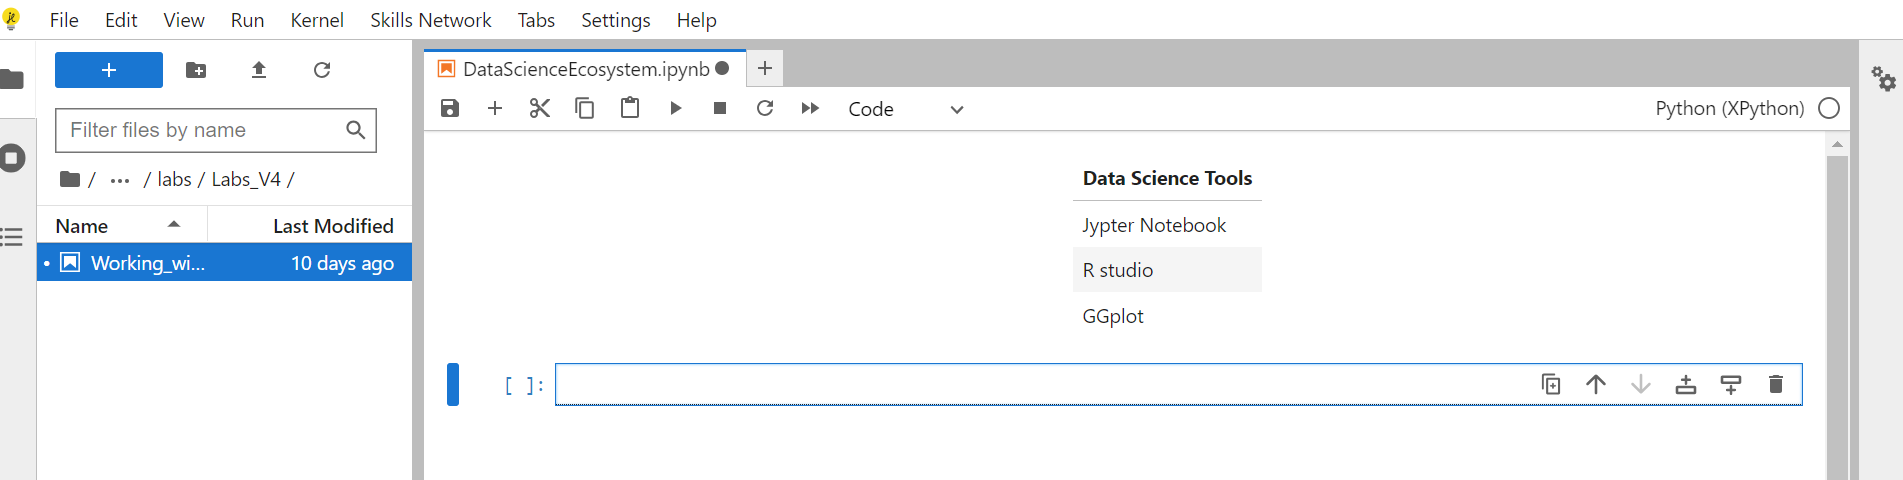 File Edit View Run Kernel Skills Network Tabs Settings Help
DataScienceEcosystem.ipynb
Code
Python (XPython)
Filter files by name
/ ... / labs / Labs_V4 /
Name Last Modified
Working_wi... 10 days ago
Data Science Tools
Jypter Notebook
R studio
GGplot
[ ]: